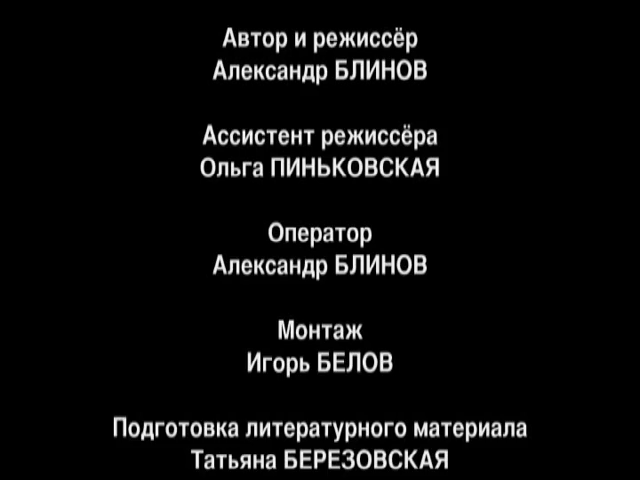 Автор и режиссёр
Александр БЛИНОВ
Ассистент режиссёра
Ольга ПИНЬКОВСКАЯ
Оператор
Александр БЛИНОВ
Монтаж
Игорь БЕЛОВ
Подготовка литературного материала
Татьяна БЕРЕЗОВСКАЯ